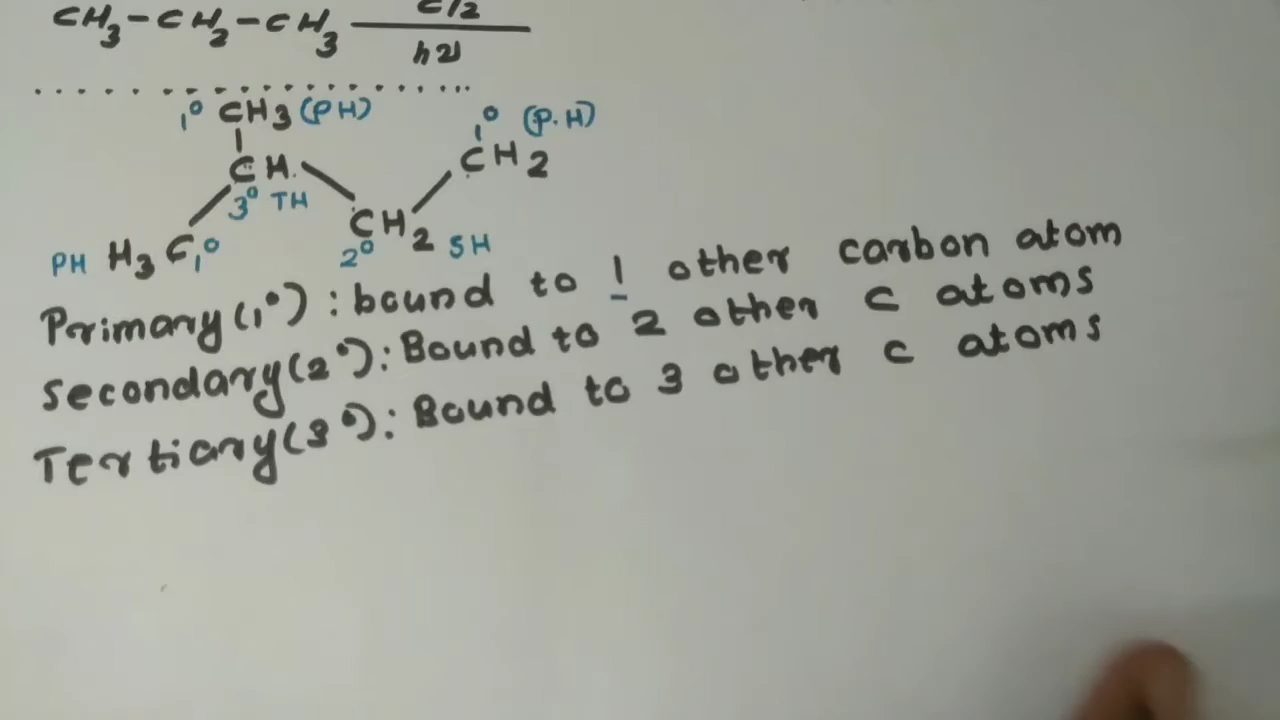 Cl2
CH3-CH2-CH3
hν
1° CH3 (PH)
1° (P.H)
CH
CH2
3° TH
CH2
PH H3C 1°
2° SH
Primary (1°) : bound to 1 other carbon atom
Secondary (2°) : Bound to 2 other C atoms
Tertiary (3°) : Bound to 3 other C atoms